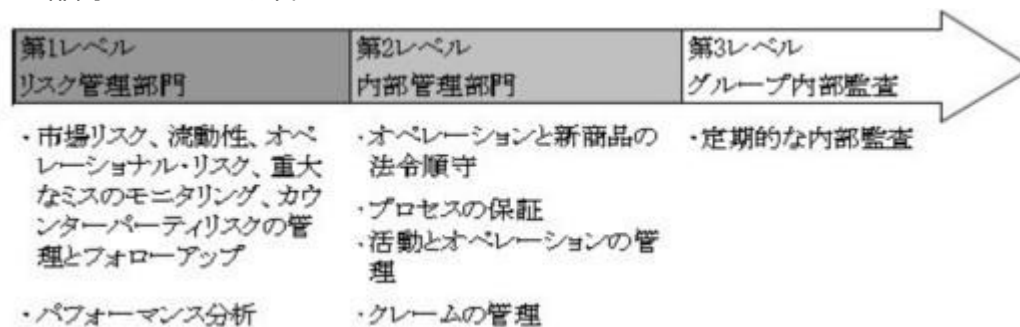 第1レベル
リスク管理部門
・市場リスク、流動性、オペ
レーショナル・リスク、重大
なミスのモニタリング、カウ
ンターパーティリスクの管
理とフォローアップ
・パフォーマンス分析
第2レベル
内部管理部門
・オペレーションと新商品の
法令順守
・プロセスの保証
・活動とオペレーションの管
理
・クレームの管理
第3レベル
グループ内部監査
・定期的な内部監査